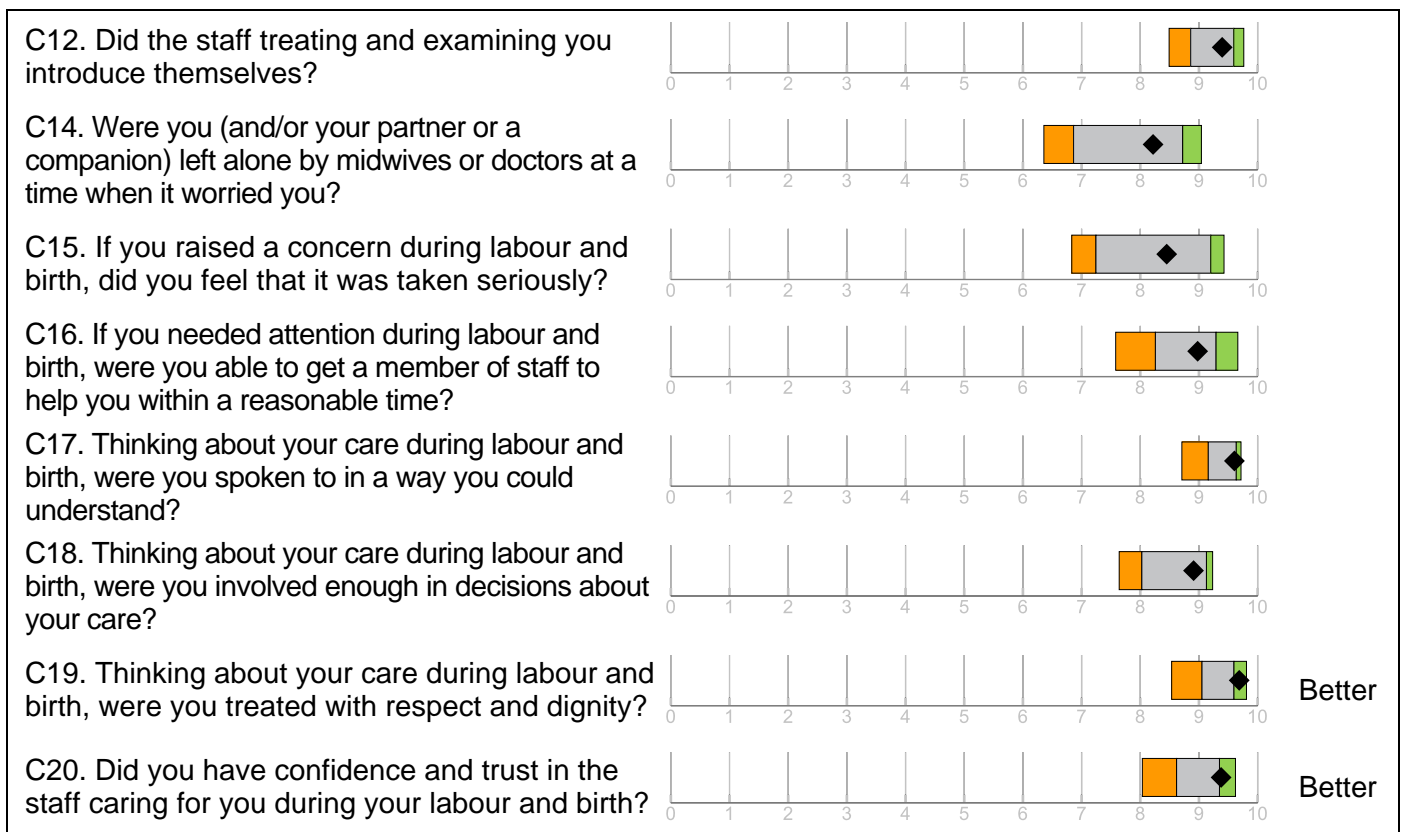 C12. Did the staff treating and examining you
introduce themselves?
0 1 2 3 4 5 6 7 8 9 10
C14. Were you (and/or your partner or a
companion) left alone by midwives or doctors at a
time when it worried you?
0 1 2 3 4 5 6 7 8 9 10
C15. If you raised a concern during labour and
birth, did you feel that it was taken seriously?
0 1 2 3 4 5 6 7 8 9 10
C16. If you needed attention during labour and
birth, were you able to get a member of staff to
help you within a reasonable time?
0 1 2 3 4 5 6 7 8 9 10
C17. Thinking about your care during labour and
birth, were you spoken to in a way you could
understand?
0 1 2 3 4 5 6 7 8 9 10
C18. Thinking about your care during labour and
birth, were you involved enough in decisions about
your care?
0 1 2 3 4 5 6 7 8 9 10
C19. Thinking about your care during labour and
birth, were you treated with respect and dignity?
0 1 2 3 4 5 6 7 8 9 10
Better
C20. Did you have confidence and trust in the
staff caring for you during your labour and birth?
0 1 2 3 4 5 6 7 8 9 10
Better